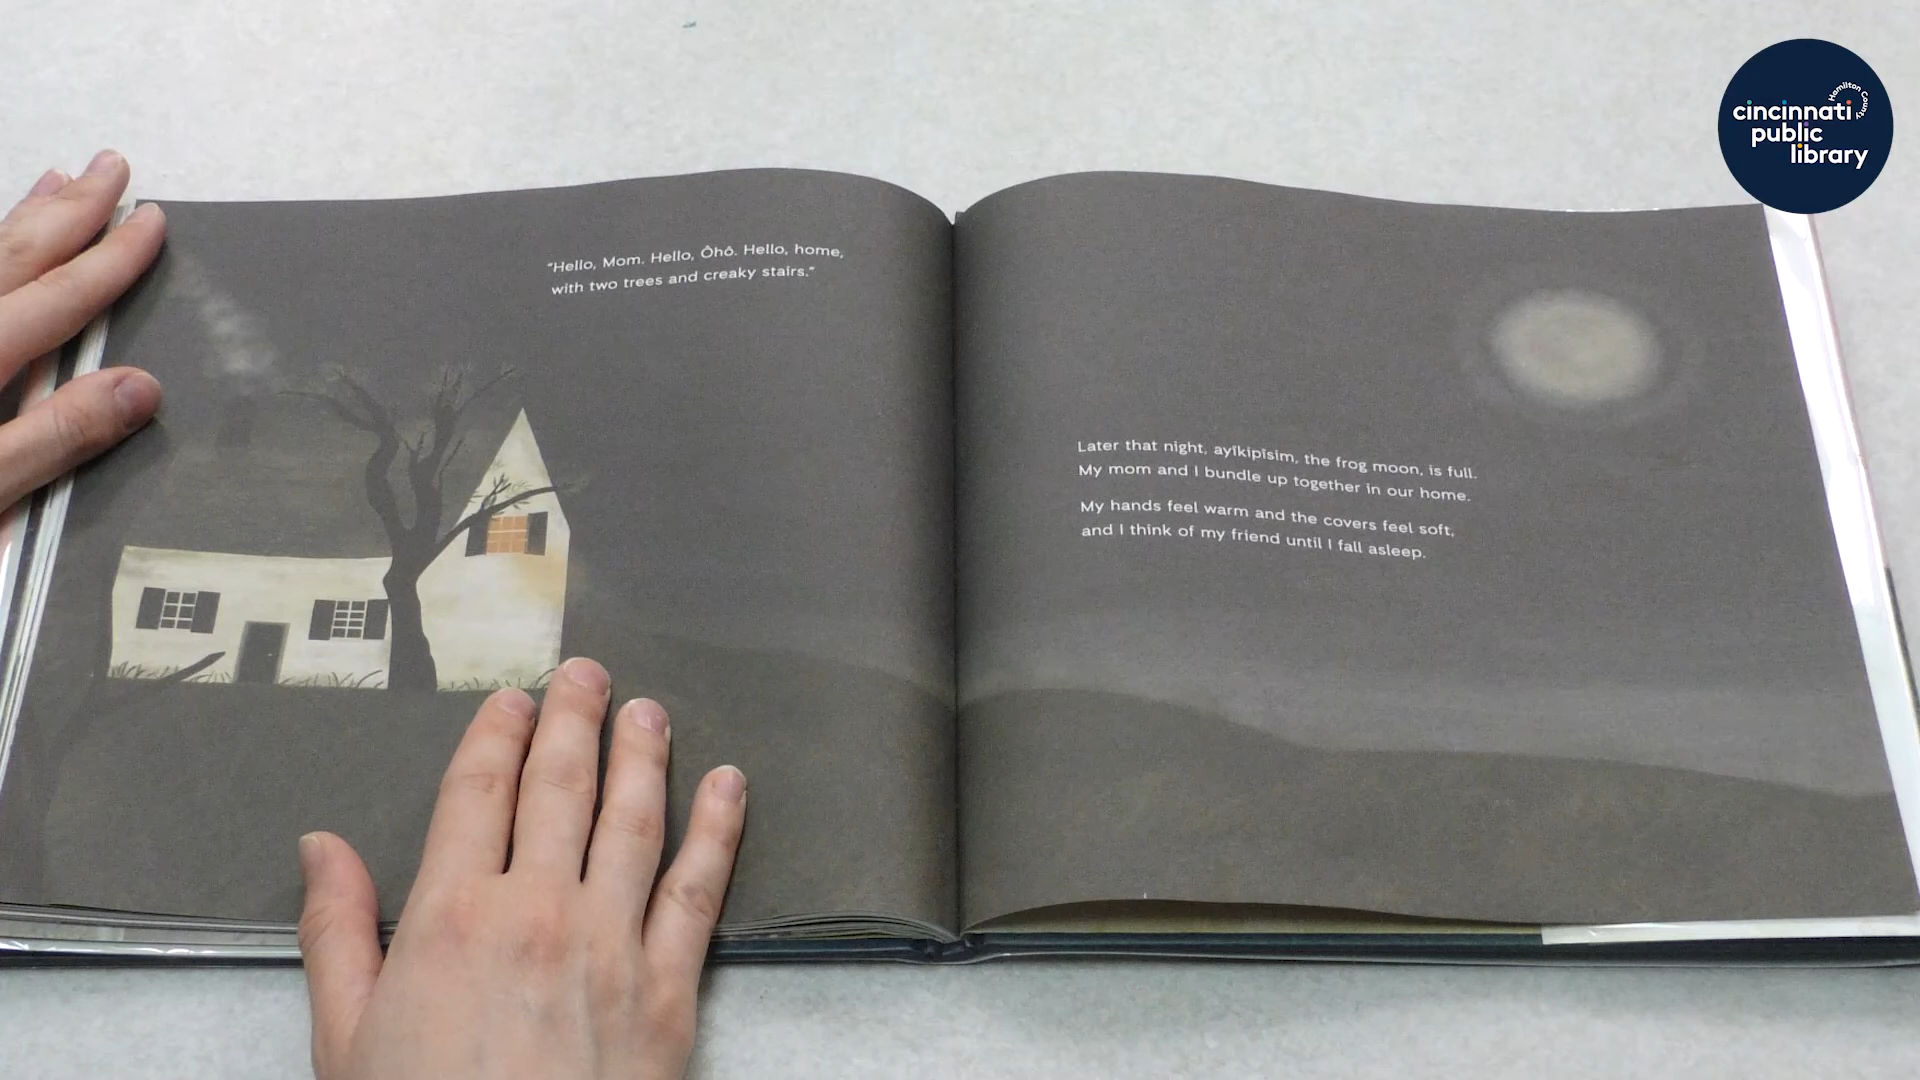 “Hello, Mom. Hello, Ôhô. Hello, home,
with two trees and creaky stairs.”
Later that night, ayîkipîsim, the frog moon, is full.
My mom and I bundle up together in our home.
My hands feel warm and the covers feel soft,
and I think of my friend until I fall asleep.
cincinnati
Hamilton County
public
library